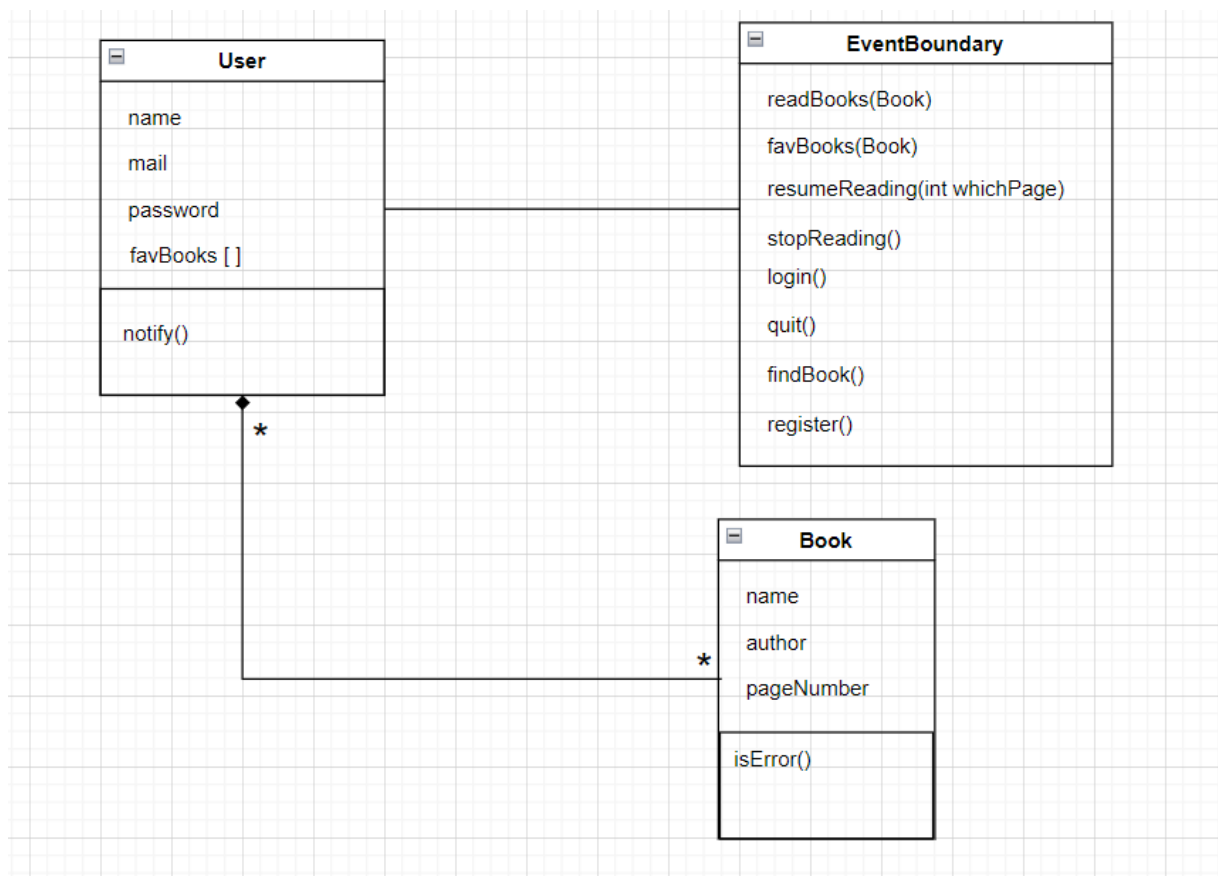 User
name
mail
password
favBooks [ ]
notify()
*
EventBoundary
readBooks(Book)
favBooks(Book)
resumeReading(int whichPage)
stopReading()
login()
quit()
findBook()
register()
*
Book
name
author
pageNumber
isError()